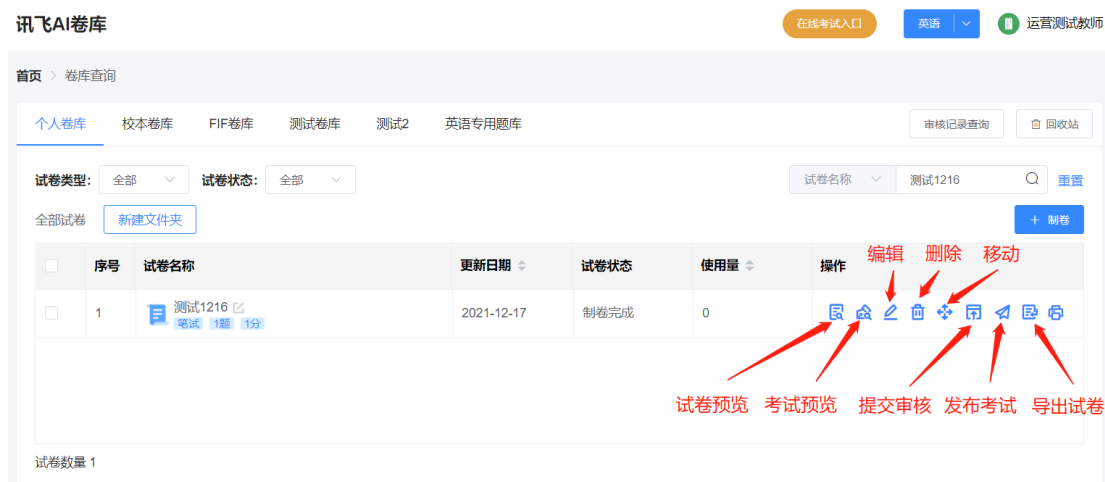 讯飞AI卷库 在线考试入口 英语 运营测试教师
首页 > 卷库查询
个人卷库 校本卷库 FIF卷库 测试卷库 测试2 英语专用题库 审核记录查询 回收站
试卷类型: 全部 试卷状态: 全部 试卷名称 测试1216 重置
全部试卷 新建文件夹 + 制卷
编辑 删除 移动
序号 试卷名称 更新日期 试卷状态 使用量 操作
1 测试1216 2021-12-17 制卷完成 0
笔试 1题 1分
试卷预览 考试预览 提交审核 发布考试 导出试卷
试卷数量 1